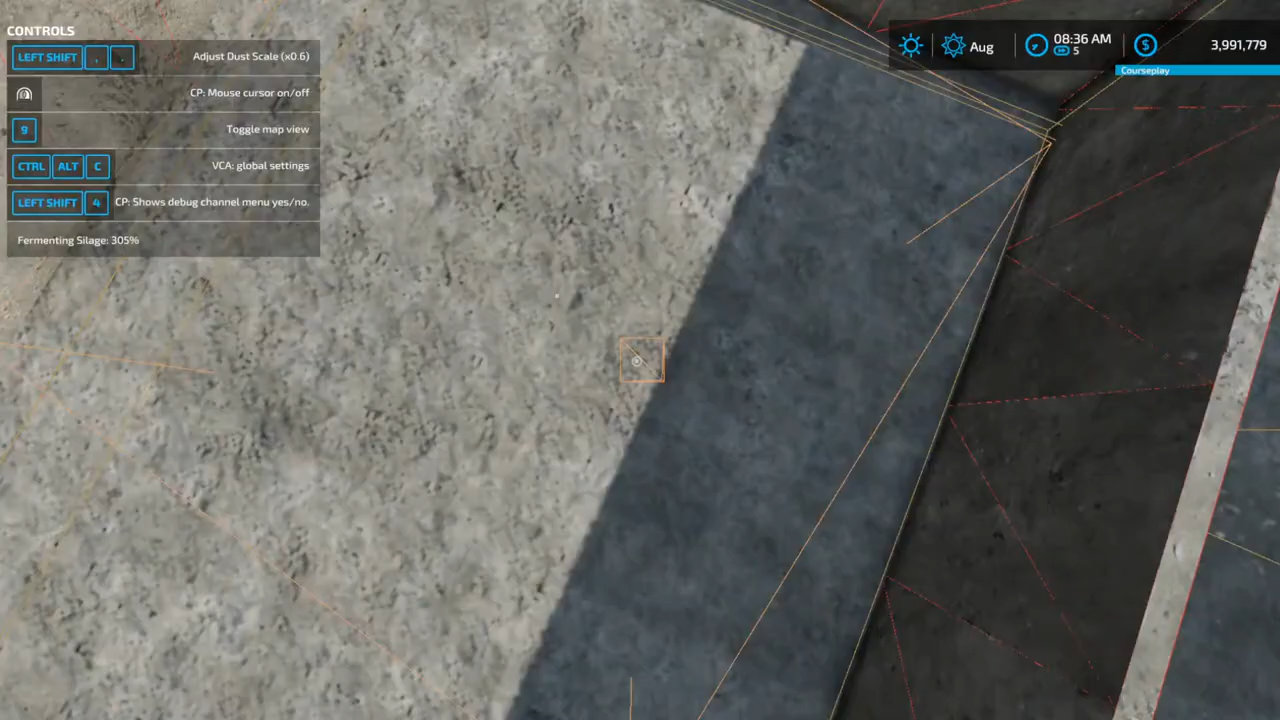 CONTROLS
LEFT SHIFT , . Adjust Dust Scale (x0.6)
CP: Mouse cursor on/off
9 Toggle map view
CTRL ALT C VCA: global settings
LEFT SHIFT 4 CP: Shows debug channel menu yes/no.
Fermenting Silage: 305%
Aug
08:36 AM
5
$ 3,991,779
Courseplay